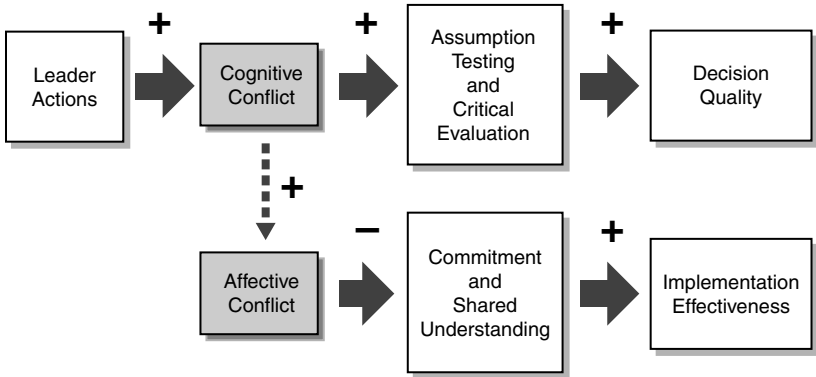 +
+
+
Leader
Actions
Cognitive
Conflict
Assumption
Testing
and
Critical
Evaluation
Decision
Quality
+
−
+
Affective
Conflict
Commitment
and
Shared
Understanding
Implementation
Effectiveness